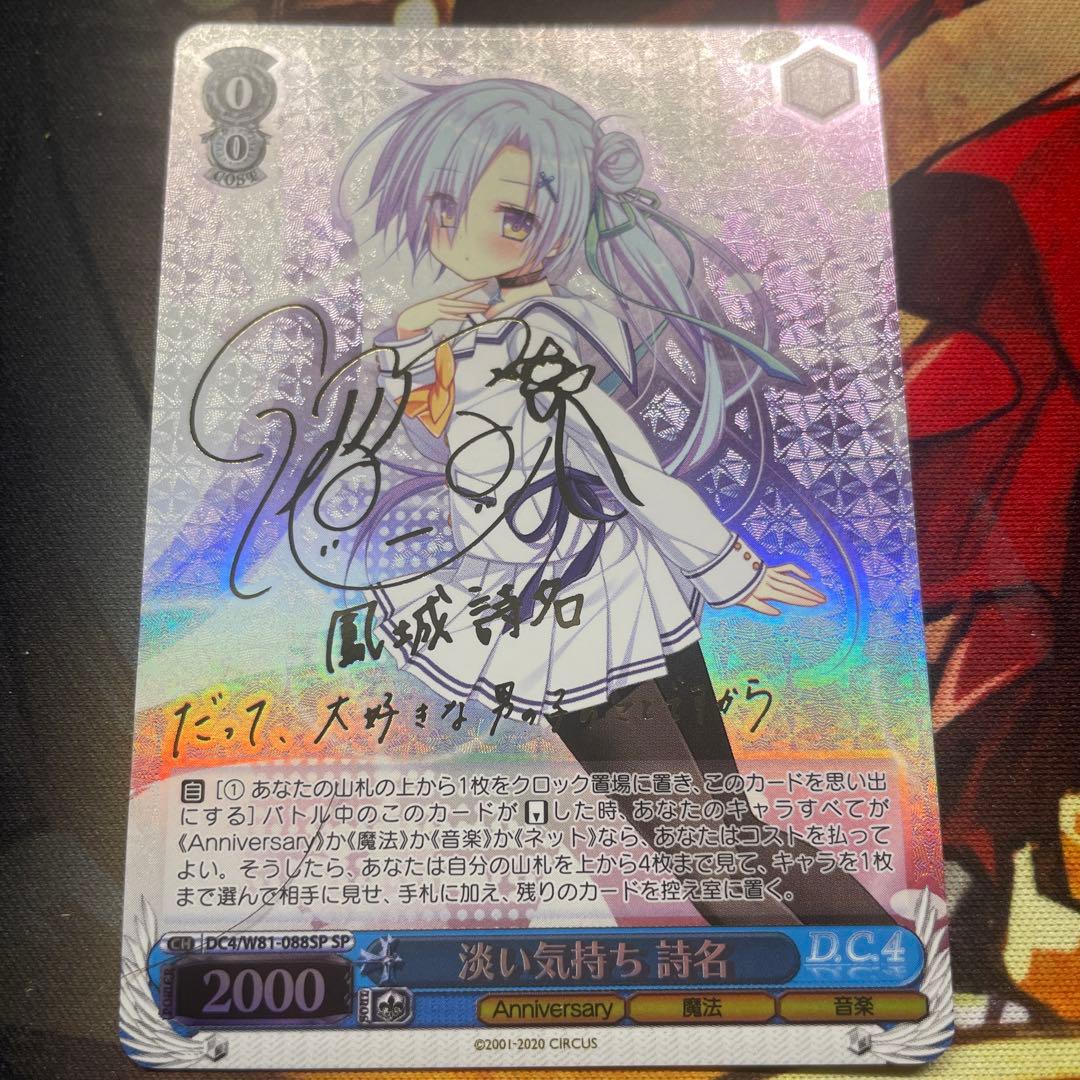 0
0
COST
鳳城 詩名
だって、大好きな男の子の
から
自 [① あなたの山札の上から1枚をクロック置場に置き、このカードを思い出
にする] バトル中のこのカードが した時、あなたのキャラすべてが
《Anniversary》か《魔法》か《音楽》か《ネット》なら、あなたはコストを払って
よい。そうしたら、あなたは自分の山札を上から4枚まで見て、キャラを1枚
まで選んで相手に見せ、手札に加え、残りのカードを控え室に置く。
CH DC4/W81-088SP SP
淡い気持ち 詩名
D.C.4
2000
Anniversary 魔法 音楽
©2001-2020 CIRCUS